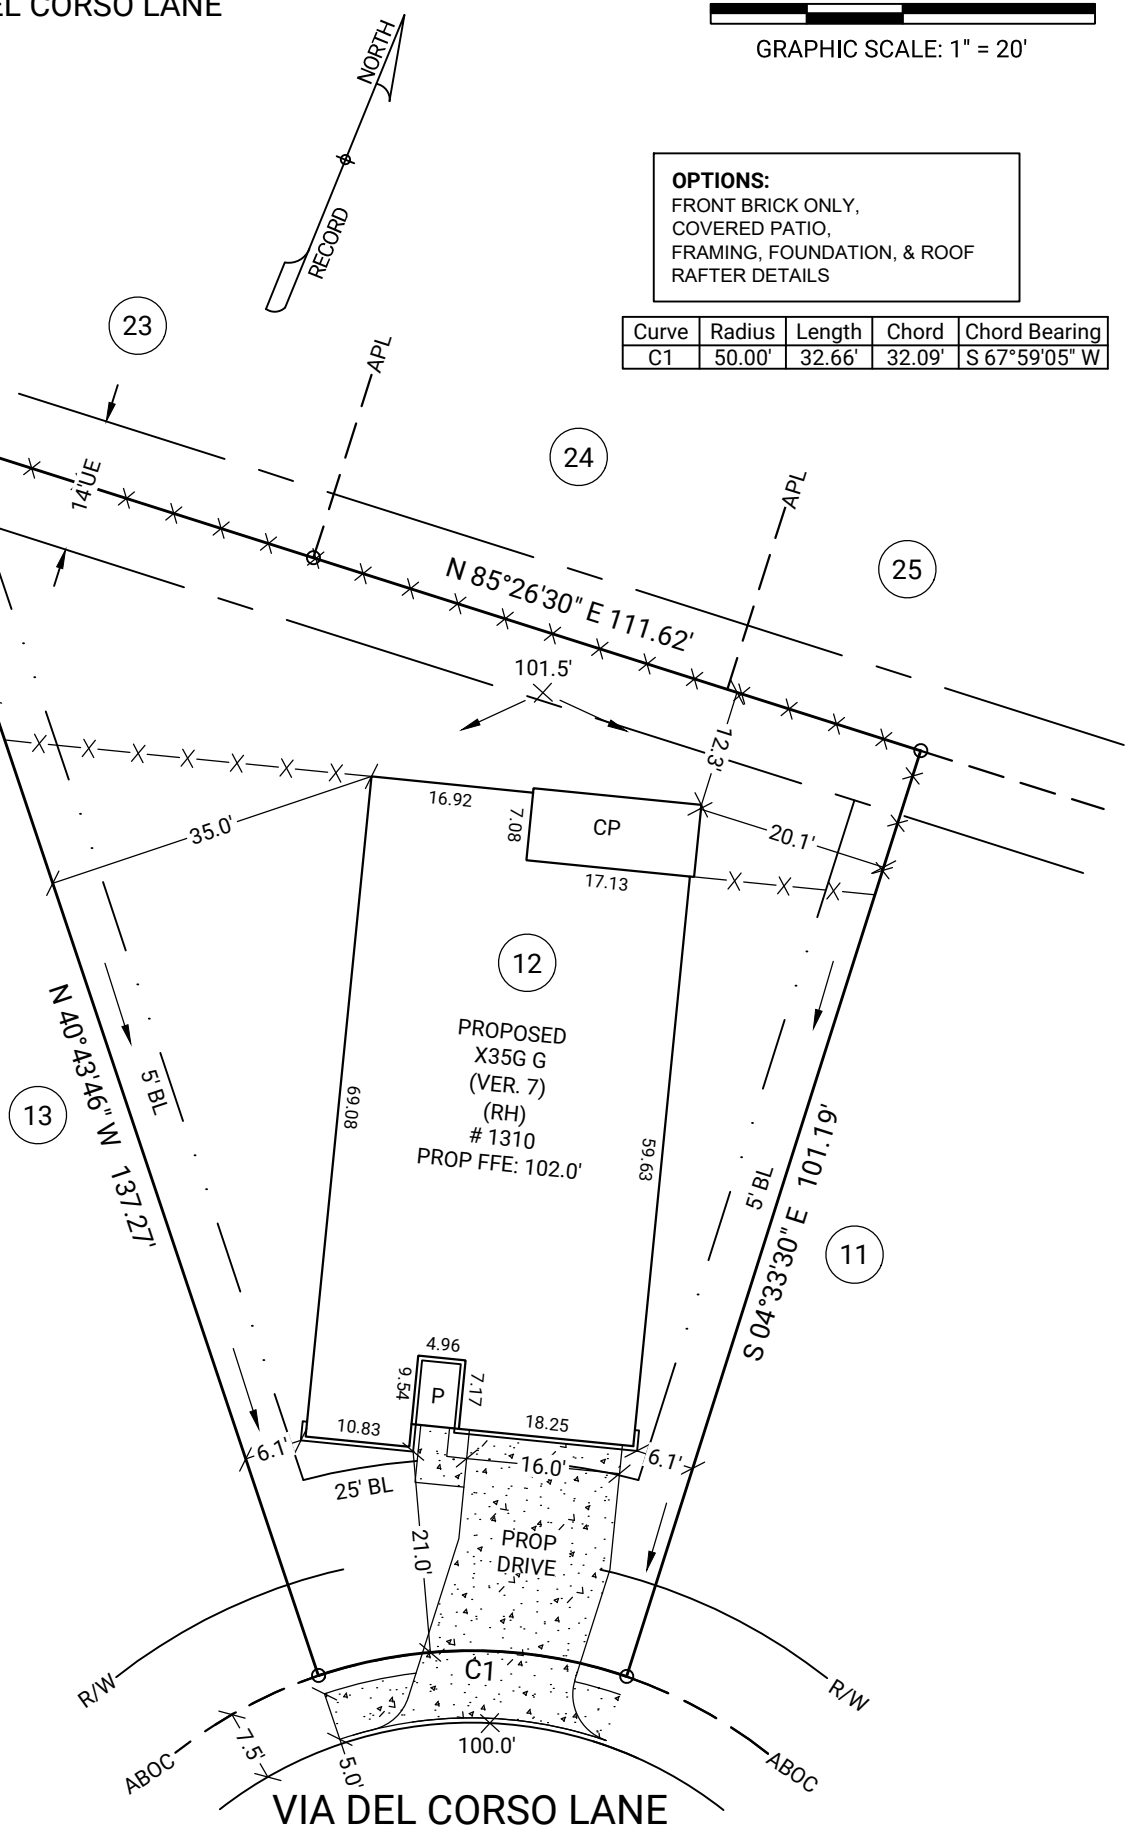 EL CORSO LANE
GRAPHIC SCALE: 1" = 20'
NORTH
RECORD
OPTIONS:
FRONT BRICK ONLY,
COVERED PATIO,
FRAMING, FOUNDATION, & ROOF
RAFTER DETAILS
Curve Radius Length Chord Chord Bearing
C1 50.00' 32.66' 32.09' S 67°59'05" W
23
APL
24
APL
25
14'UE
N 85°26'30" E 111.62'
101.5'
12.3'
16.92
7.08
CP
17.13
20.1'
35.0'
12
PROPOSED
X35G G
(VER. 7)
(RH)
# 1310
PROP FFE: 102.0'
N 40°43'46" W 137.27'
5' BL
13
69.08
59.63
5' BL
S 04°33'30" E 101.19'
11
4.96
9.54
P
7.17
10.83
18.25
6.1'
16.0'
6.1'
25' BL
21.0'
PROP
DRIVE
C1
R/W
R/W
ABOC
7.5'
5.0'
100.0'
ABOC
VIA DEL CORSO LANE